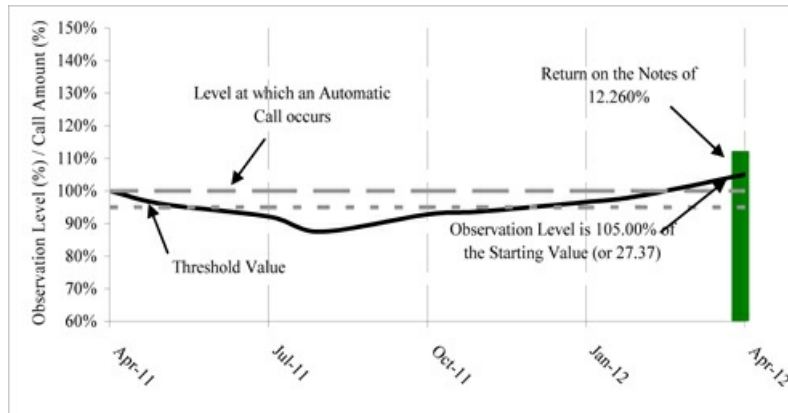 Observation Level (%) / Call Amount (%)
150%
140%
130%
120%
110%
100%
90%
80%
70%
60%
Level at which an Automatic
Call occurs
Return on the Notes of
12.260%
Threshold Value
Observation Level is 105.00% of
the Starting Value (or 27.37)
Apr-11
Jul-11
Oct-11
Jan-12
Apr-12